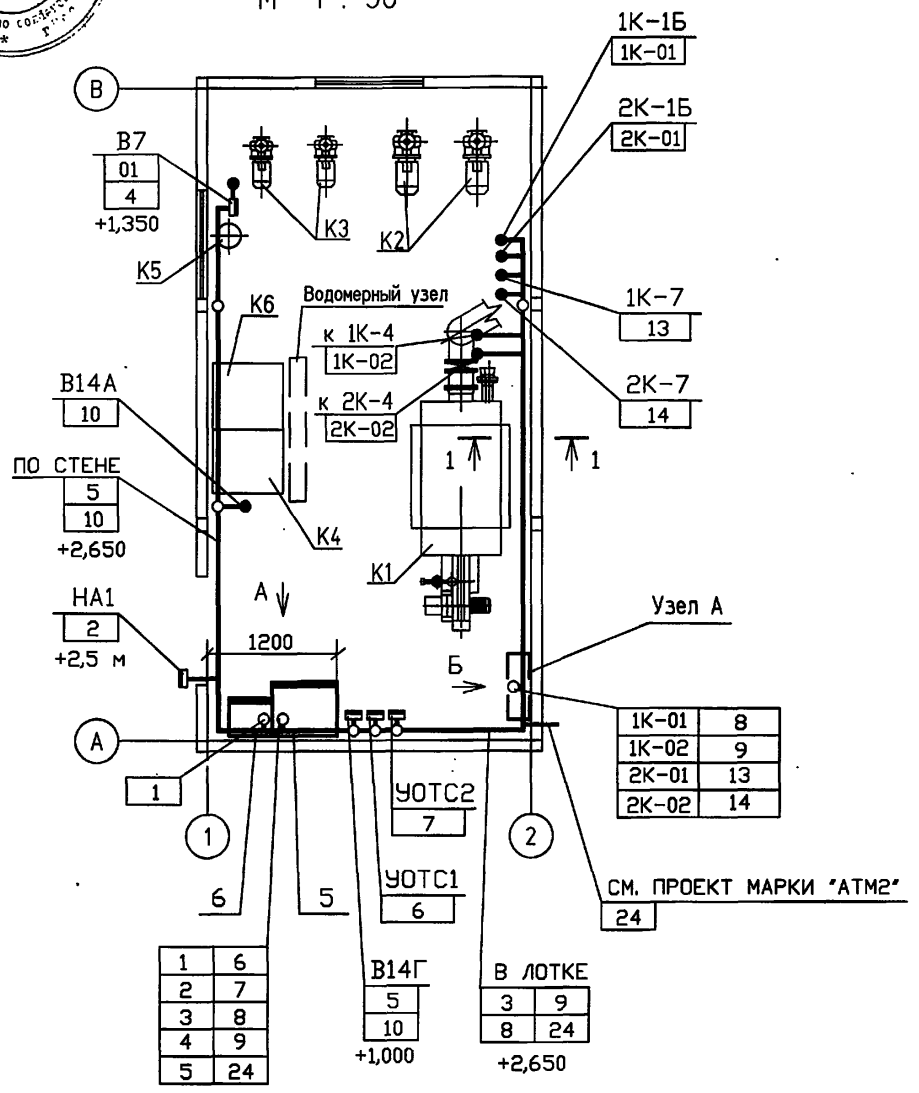 М 1 : 50
1К-1Б
1К-01
В
2К-1Б
2К-01
В7
01
4
+1,350
К3
К2
К5
К6
Водомерный узел
1К-7
13
к 1К-4
1К-02
В14А
10
к 2К-4
2К-02
2К-7
14
1
1
ПО СТЕНЕ
5
10
+2,650
К4
К1
А
НА1
2
+2,5 м
1200
Узел А
Б
1К-01 8
1К-02 9
2К-01 13
2К-02 14
А
1
УОТС2
7
1
2
6
5
УОТС1
6
СМ. ПРОЕКТ МАРКИ "АТМ2"
24
1 6
2 7
3 8
4 9
5 24
В14Г
5
10
+1,000
В ЛОТКЕ
3 9
8 24
+2,650